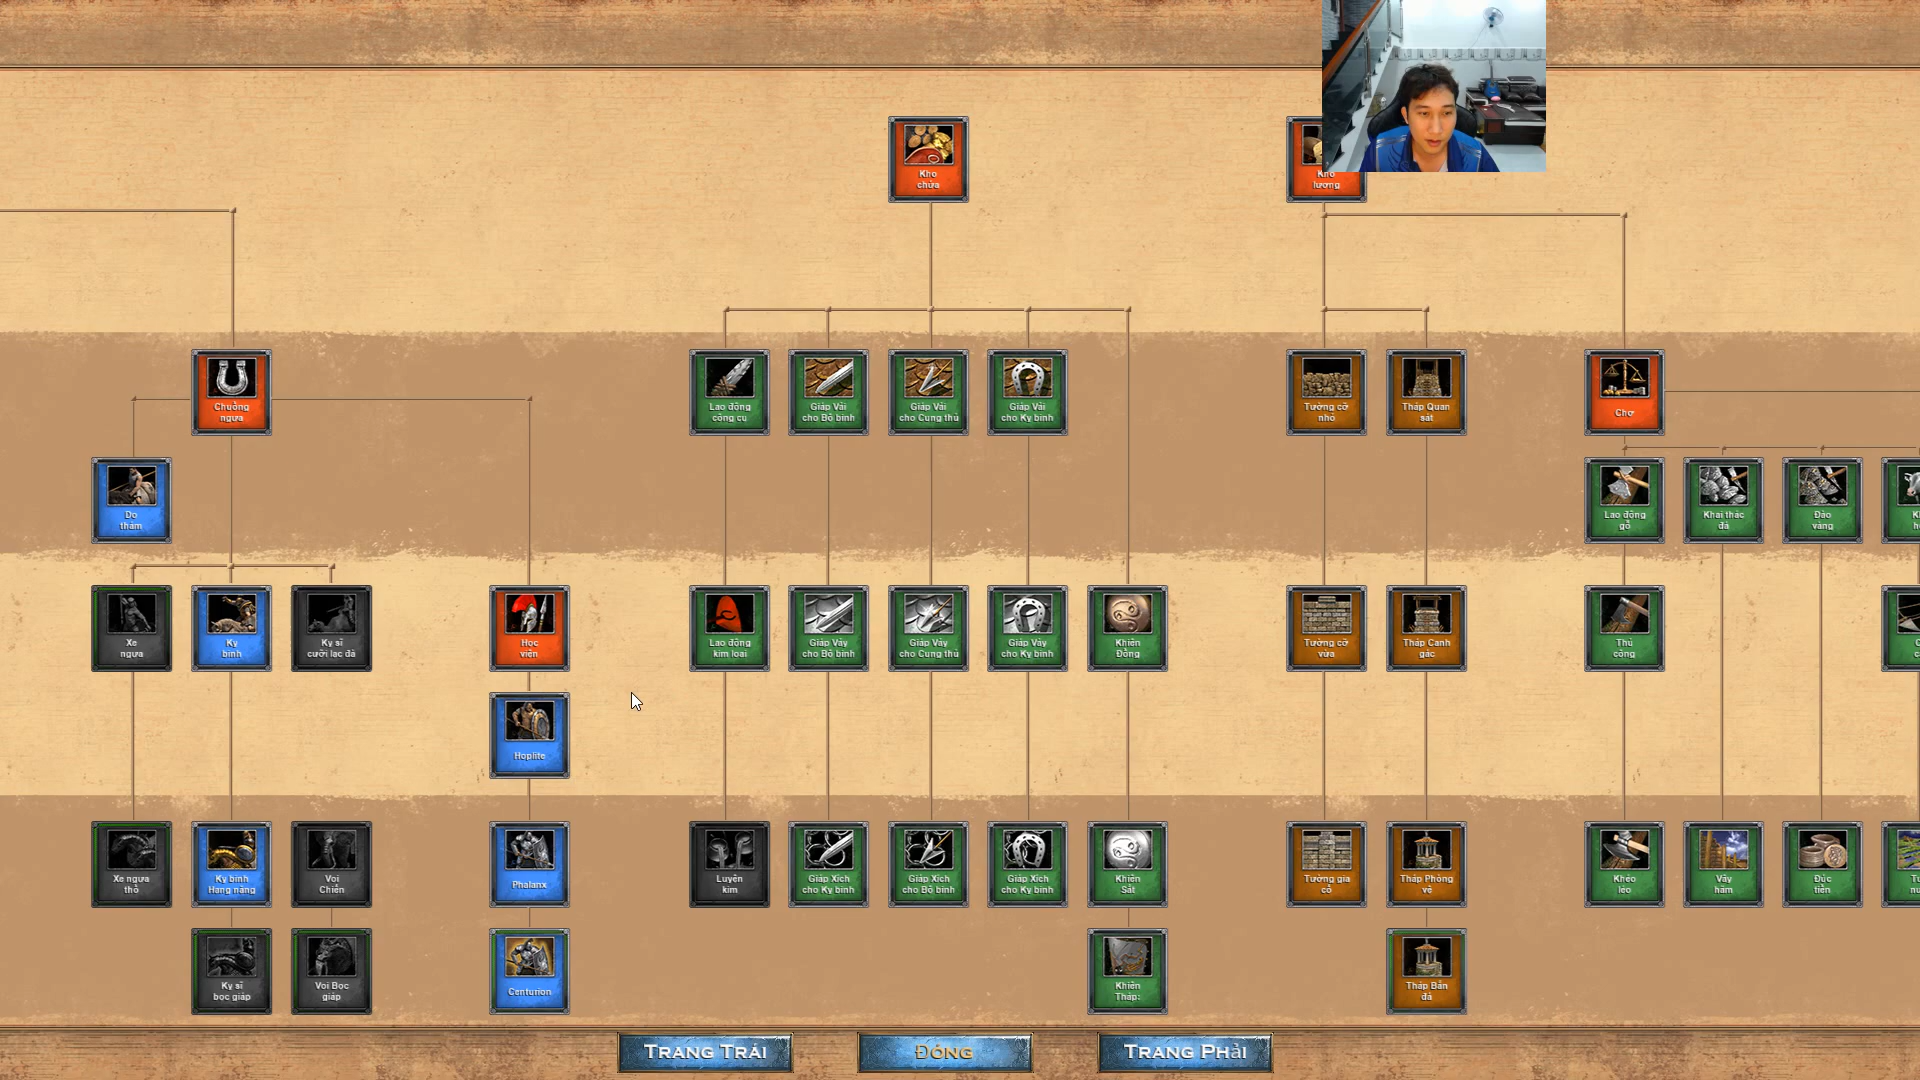 Kho
chứa
Kho
lương
Chuồng
ngựa
Lao động
công cụ
Giáp Vải
cho Bộ binh
Giáp Vải
cho Cung thủ
Giáp Vải
cho Kỵ binh
Tường cỡ
nhỏ
Tháp Quan
sát
Chợ
Do
thám
Lao động
gỗ
Khai thác
đá
Đào
vàng
Xe
ngựa
Kỵ
binh
Kỵ sĩ
cưỡi lạc đà
Học
viện
Lao động
kim loại
Giáp Vảy
cho Bộ binh
Giáp Vảy
cho Cung thủ
Giáp Vảy
cho Kỵ binh
Khiên
Đồng
Tường cỡ
vừa
Tháp Canh
gác
Thủ
công
Hoplite
Xe ngựa
thồ
Kỵ binh
Hạng nặng
Voi
Chiến
Phalanx
Luyện
kim
Giáp Xích
cho Kỵ binh
Giáp Xích
cho Bộ binh
Giáp Xích
cho Kỵ binh
Khiên
Sắt
Tường gia
cố
Tháp Phòng
vệ
Khéo
léo
Vây
hãm
Đúc
tiền
Kỵ sĩ
bọc giáp
Voi Bọc
giáp
Centurion
Khiên
Tháp:
Tháp Bắn
đá
TRANG TRÁI
ĐÓNG
TRANG PHẢI